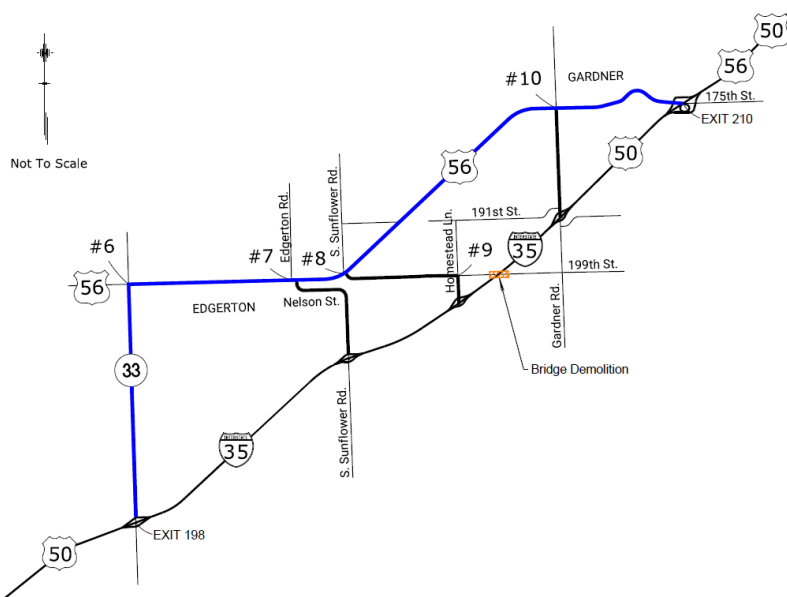 50
56
N
#10
GARDNER
175th St.
EXIT 210
Not To Scale
56
50
S. Sunflower Rd.
Edgerton Rd.
191st St.
Homestead Ln.
INTERSTATE
35
#6
#7
#8
#9
199th St.
56
EDGERTON
Nelson St.
Gardner Rd.
33
Bridge Demolition
S. Sunflower Rd.
INTERSTATE
35
EXIT 198
50